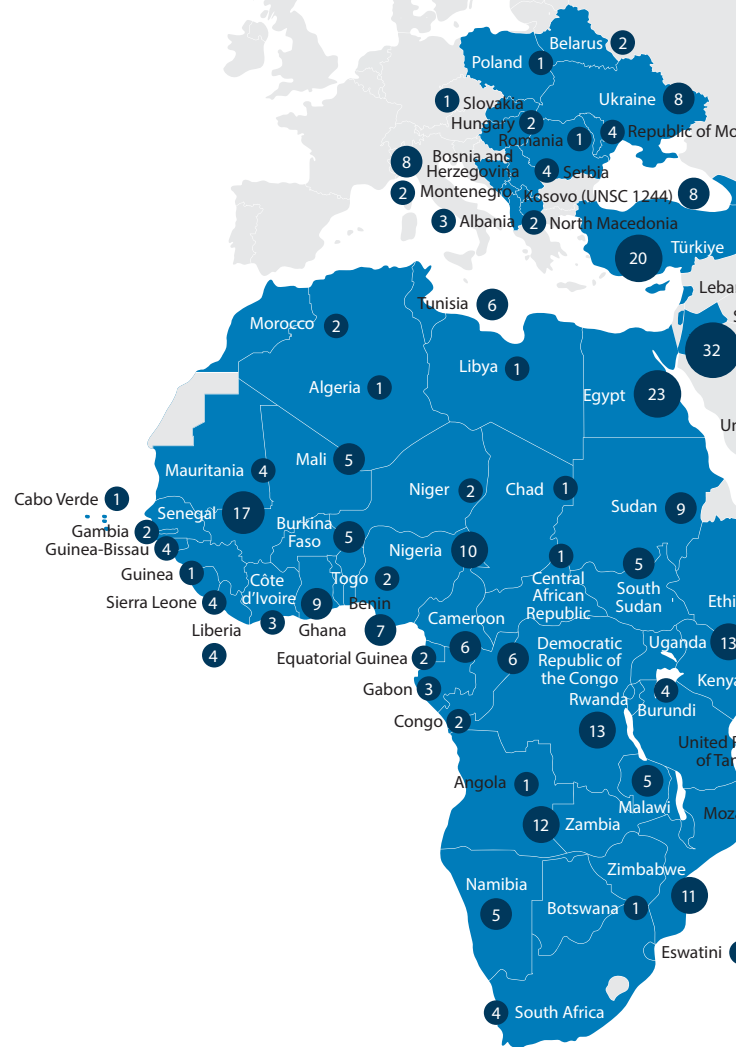 Belarus 2
Poland 1
1 Slovakia
Ukraine 8
Hungary 2
Romania 1
4 Republic of Mo
8 Bosnia and
Herzegovina
4 Serbia
2 Montenegro
Kosovo (UNSC 1244) 8
3 Albania
2 North Macedonia
Türkiye
20
Leba
S
Tunisia 6
Morocco 2
32
Libya 1
Algeria 1
Egypt 23
Un
Mali 5
Mauritania 4
Niger 2
Chad 1
Cabo Verde 1
Sudan 9
Senegal 17
Burkina
Faso 5
Gambia 2
Guinea-Bissau 4
Nigeria 10
1
Central
African
Republic
5
South
Sudan
Guinea 1
Togo 2
Côte
d'Ivoire
3
Sierra Leone 4
9
Ghana
Benin
7
Ethi
Liberia
4
Cameroon
6
Equatorial Guinea 2
6 Democratic
Republic of
the Congo
Uganda 13
Gabon 3
Kenya
Rwanda
13
4
Burundi
Congo 2
United R
of Tan
Angola 1
5
Malawi
Moza
12 Zambia
Zimbabwe
11
Namibia
5
Botswana 1
Eswatini
4 South Africa